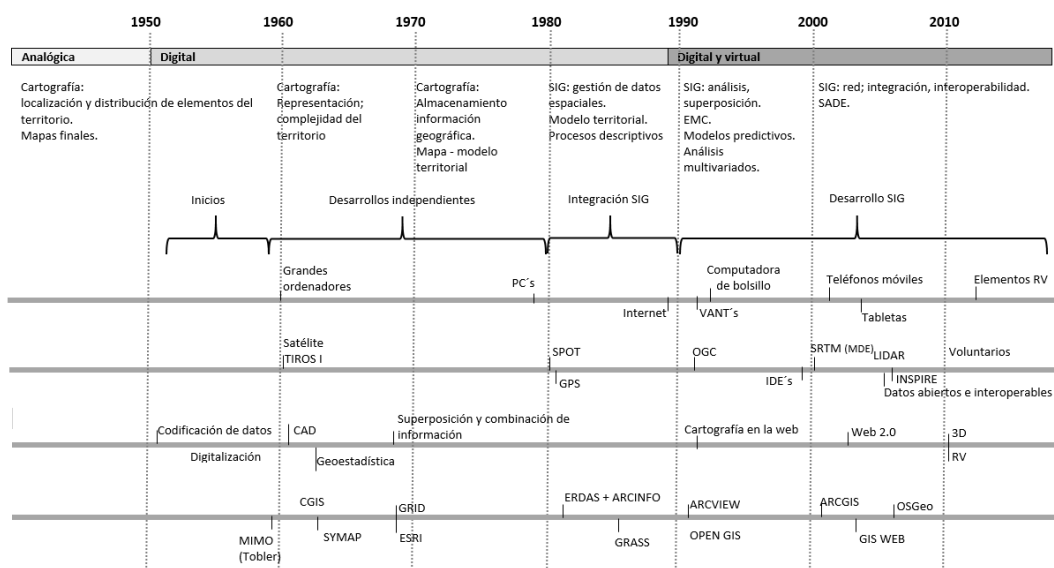 1950 1960 1970 1980 1990 2000 2010
Analógica Digital Digital y virtual
Cartografía:
localización y distribución de elementos del
territorio.
Mapas finales.
Cartografía:
Representación;
complejidad del
territorio
Cartografía:
Almacenamiento
información
geográfica.
Mapa - modelo
territorial
SIG: gestión de datos
espaciales.
Modelo territorial.
Procesos descriptivos
SIG: análisis,
superposición.
EMC.
Modelos predictivos.
Análisis
multivariados.
SIG: red; integración, interoperabilidad.
SADE.
Inicios
Desarrollos independientes
Integración SIG
Desarrollo SIG
Grandes
ordenadores
PC´s
Internet
VANT´s
Computadora
de bolsillo
Teléfonos móviles
Tabletas
Elementos RV
Satélite
TIROS I
SPOT
GPS
OGC
IDE´s
SRTM (MDE)
LIDAR
INSPIRE
Datos abiertos e interoperables
Voluntarios
Codificación de datos
Digitalización
CAD
Geoestadística
Superposición y combinación de
información
Cartografía en la web
Web 2.0
3D
RV
MIMO
(Tobler)
CGIS
SYMAP
GRID
ESRI
ERDAS + ARCINFO
GRASS
ARCVIEW
OPEN GIS
ARCGIS
GIS WEB
OSGeo